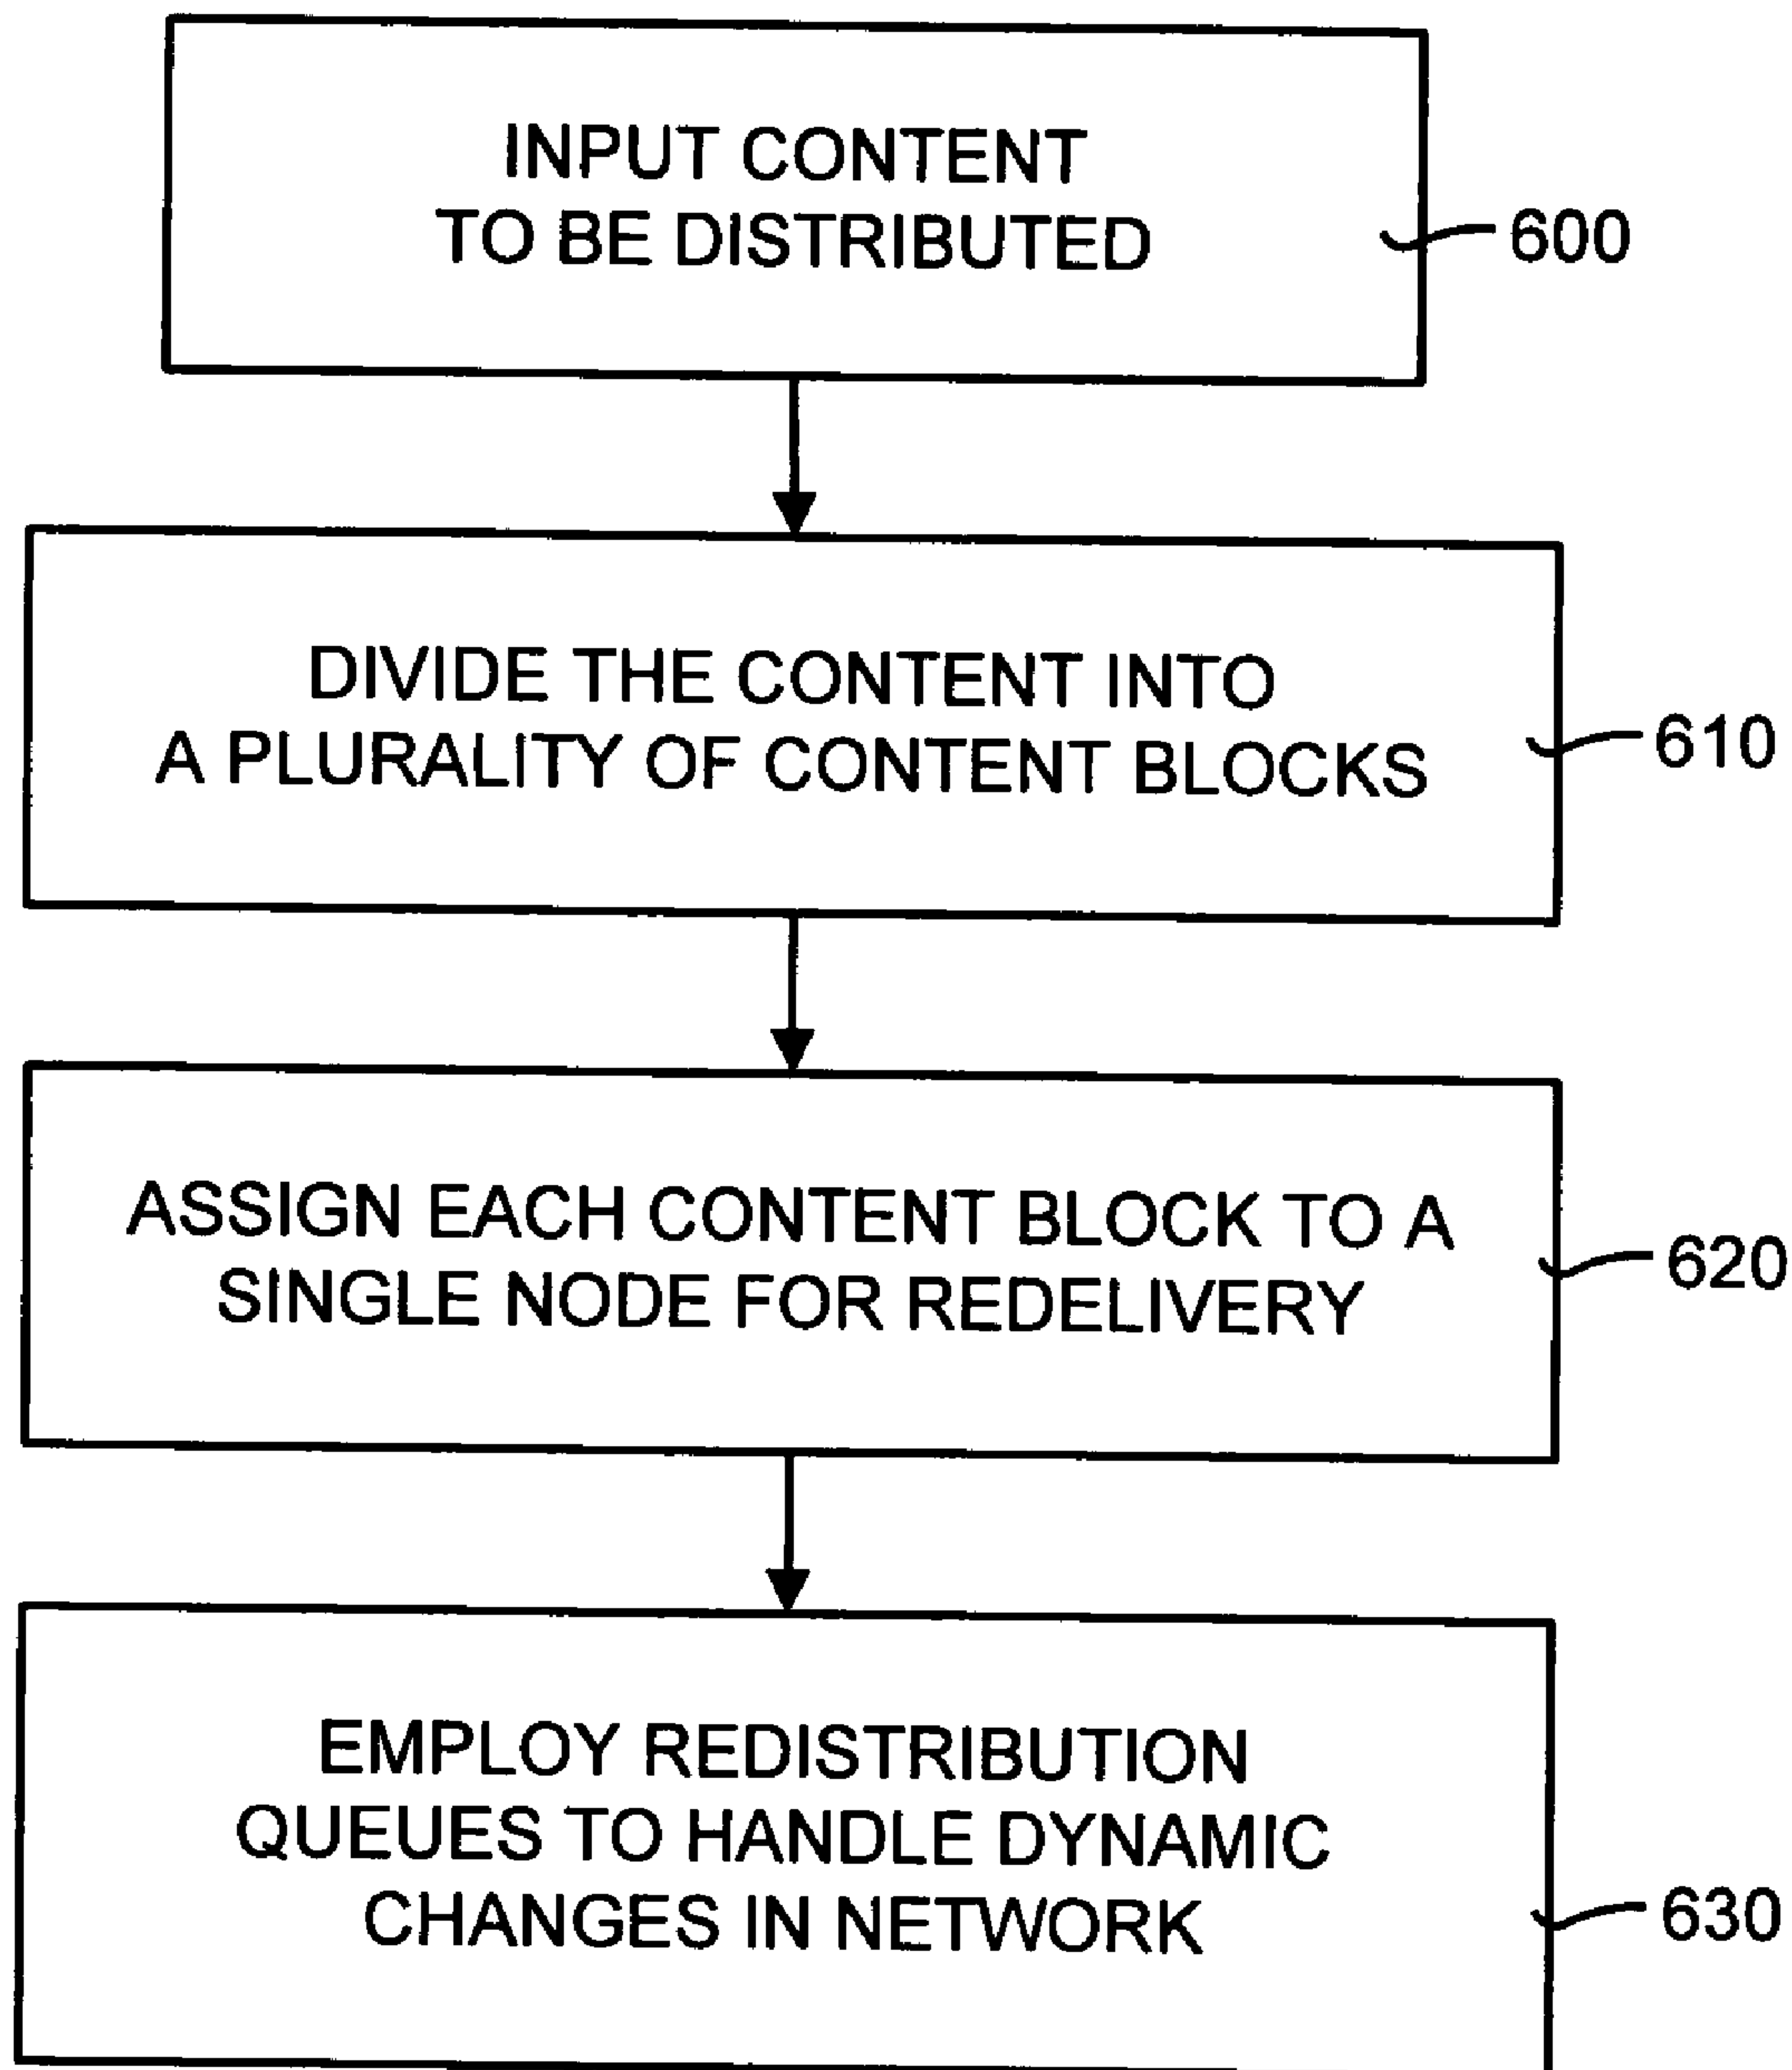 INPUT CONTENT
TO BE DISTRIBUTED
600
DIVIDE THE CONTENT INTO
A PLURALITY OF CONTENT BLOCKS
610
ASSIGN EACH CONTENT BLOCK TO A
SINGLE NODE FOR REDELIVERY
620
EMPLOY REDISTRIBUTION
QUEUES TO HANDLE DYNAMIC
CHANGES IN NETWORK
630